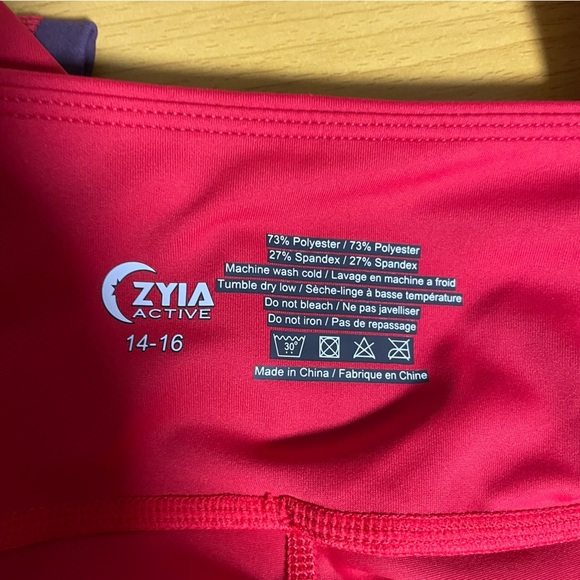 ZYIA
ACTIVE
14-16
73% Polyester / 73% Polyester
27% Spandex / 27% Spandex
Machine wash cold / Lavage en machine a froid
Tumble dry low / Sèche-linge à basse température
Do not bleach / Ne pas javelliser
Do not iron / Pas de repassage
30°
Made in China / Fabrique en Chine